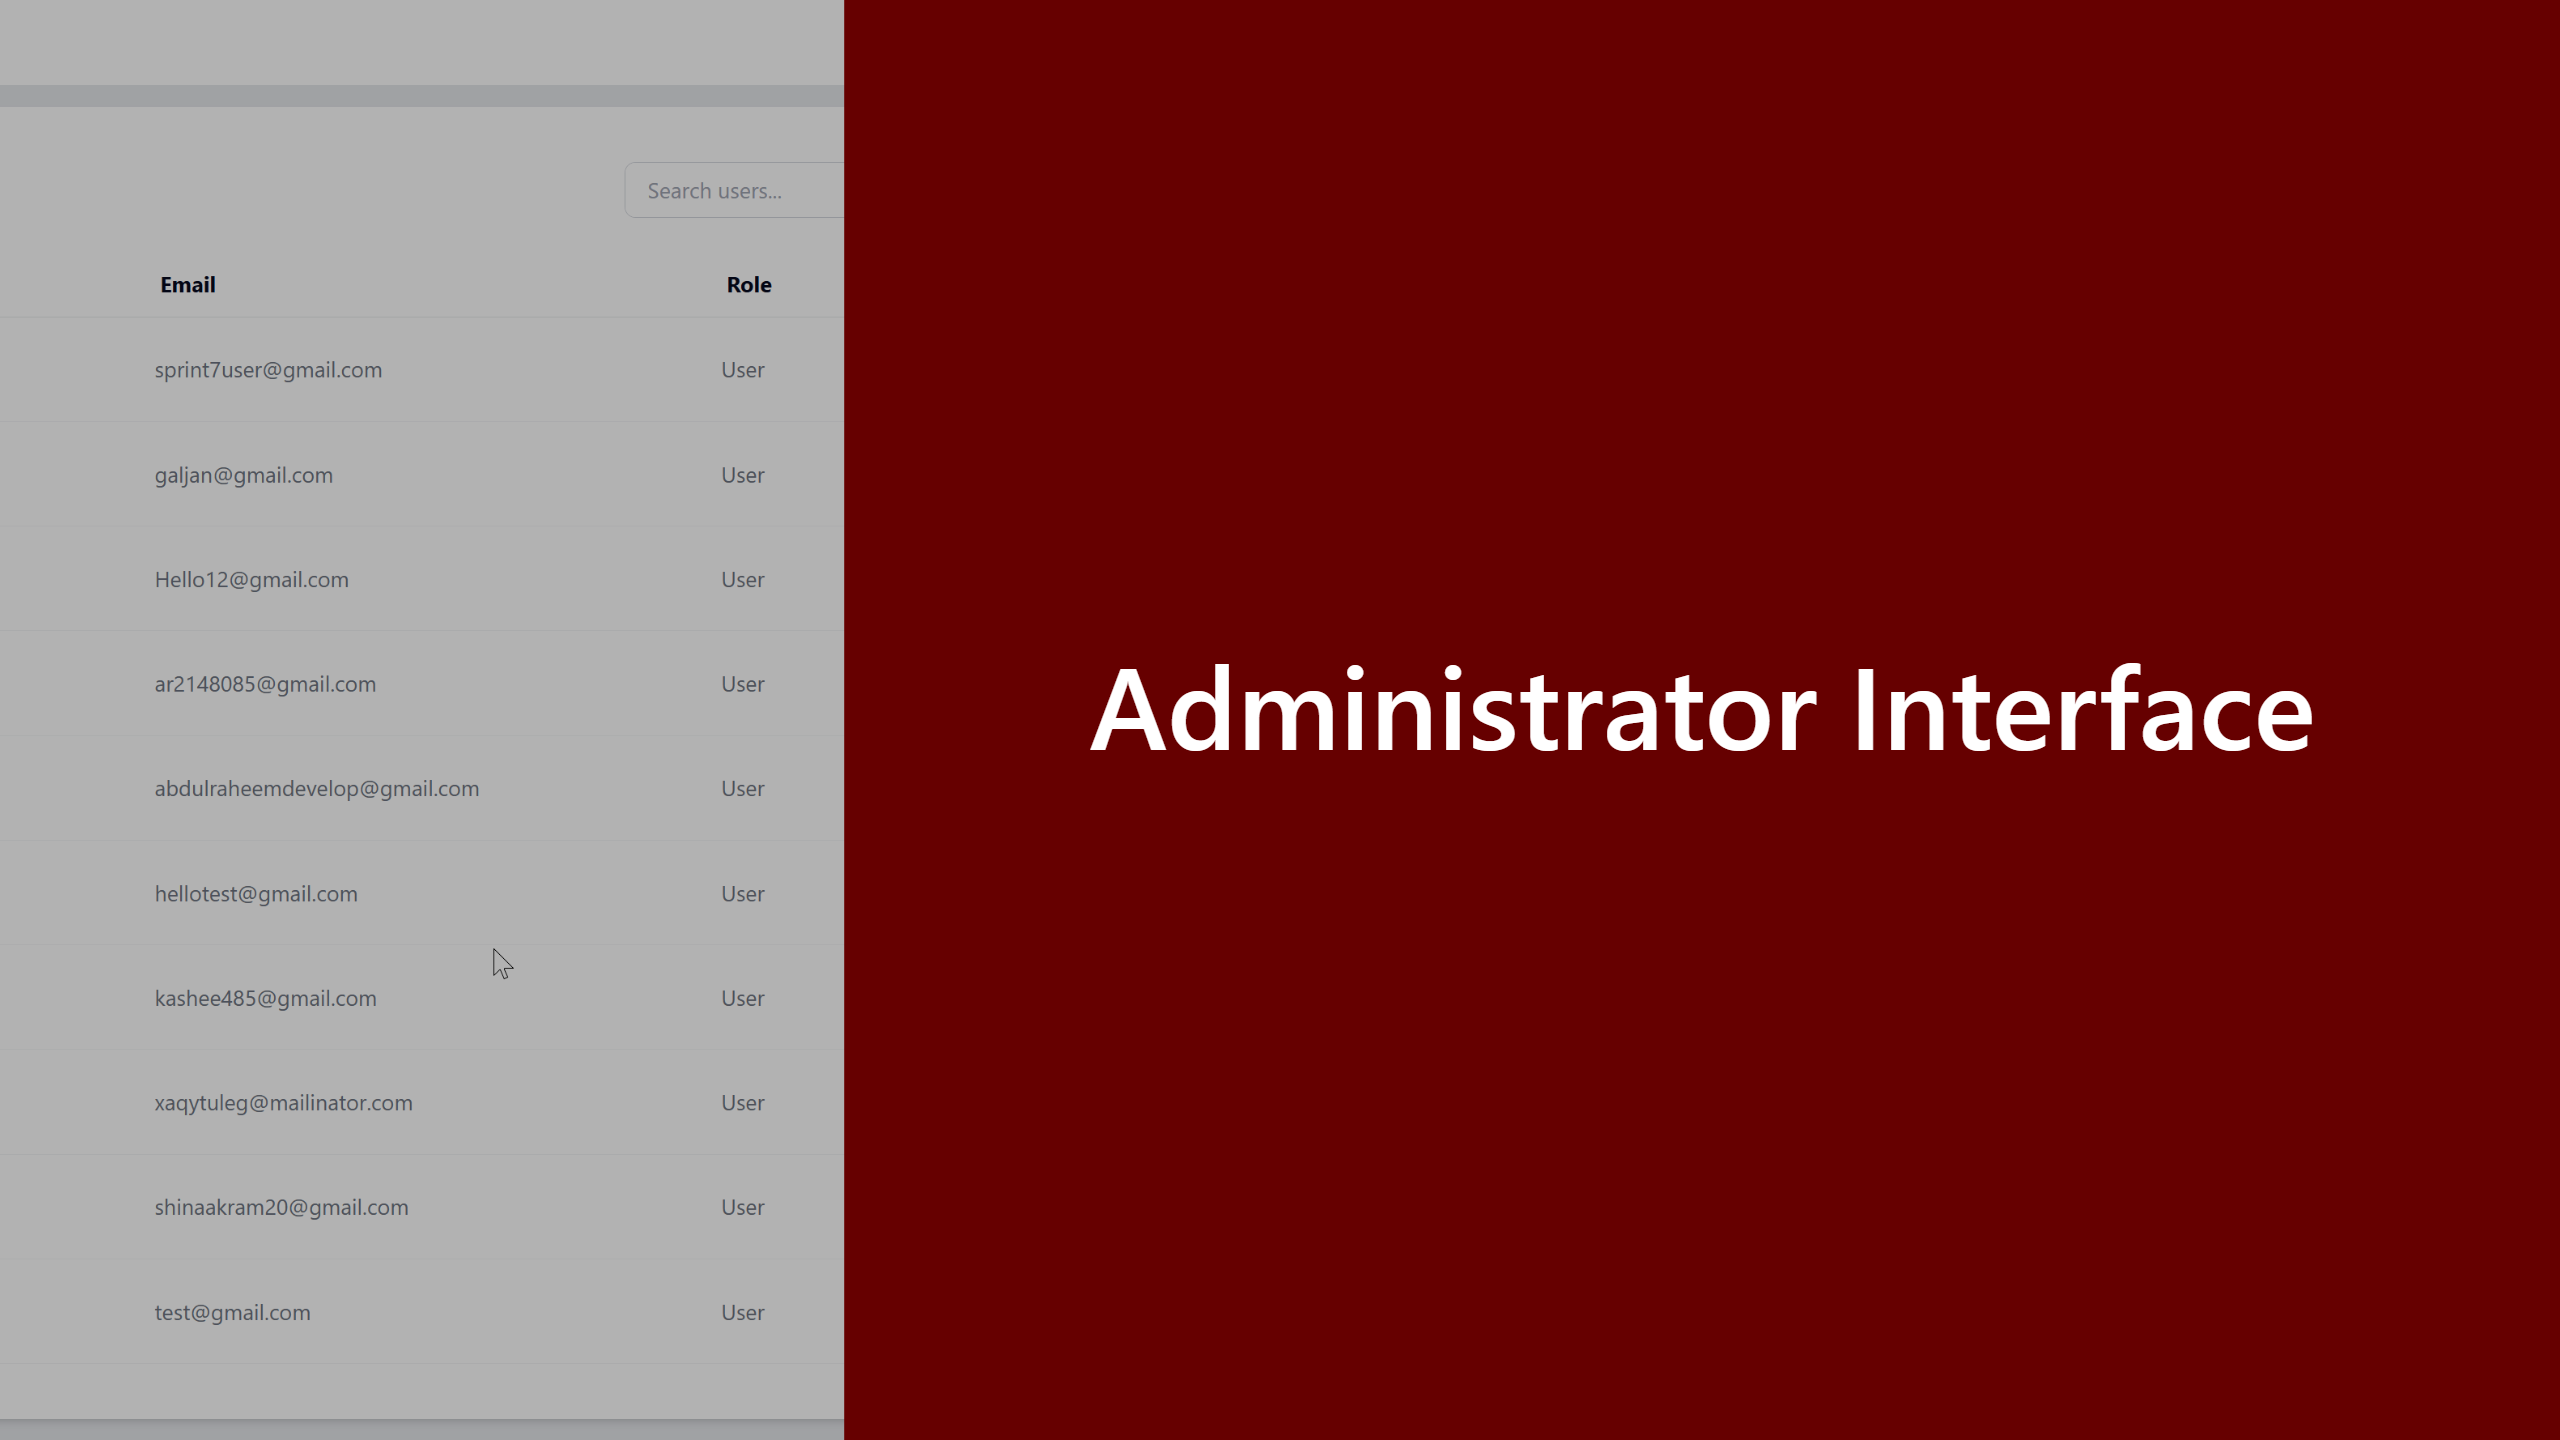 Search users...
Email Role
sprint7user@gmail.com User
galjan@gmail.com User
Hello12@gmail.com User
ar2148085@gmail.com User
abdulraheemdevelop@gmail.com User
hellotest@gmail.com User
kashee485@gmail.com User
xaqytuleg@mailinator.com User
shinaakram20@gmail.com User
test@gmail.com User
Administrator Interface